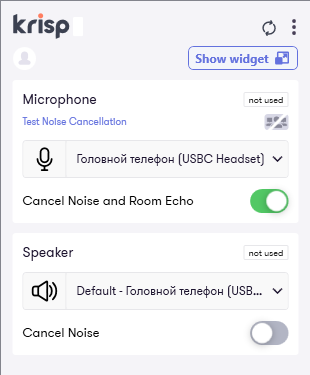 krisp
Show widget
Microphone
not used
Test Noise Cancellation
Головной телефон (USBC Headset)
Cancel Noise and Room Echo
Speaker
not used
Default - Головной телефон (USB...
Cancel Noise